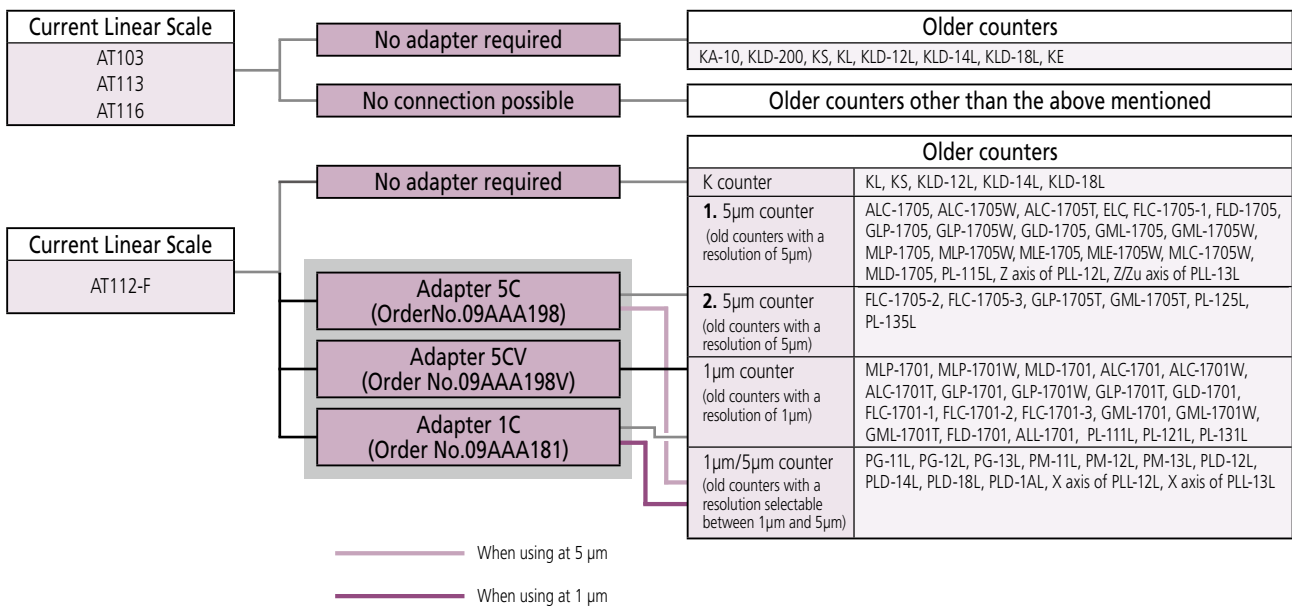 Current Linear Scale
AT103
AT113
AT116
No adapter required
No connection possible
Older counters
KA-10, KLD-200, KS, KL, KLD-12L, KLD-14L, KLD-18L, KE
Older counters other than the above mentioned
Current Linear Scale
AT112-F
No adapter required
Adapter 5C
(OrderNo.09AAA198)
Adapter 5CV
(Order No.09AAA198V)
Adapter 1C
(Order No.09AAA181)
Older counters
K counter
KL, KS, KLD-12L, KLD-14L, KLD-18L
1. 5µm counter
(old counters with a
resolution of 5µm)
ALC-1705, ALC-1705W, ALC-1705T, ELC, FLC-1705-1, FLD-1705,
GLP-1705, GLP-1705W, GLD-1705, GML-1705, GML-1705W,
MLP-1705, MLP-1705W, MLE-1705, MLE-1705W, MLC-1705W,
MLD-1705, PL-115L, Z axis of PLL-12L, Z/Zu axis of PLL-13L
2. 5µm counter
(old counters with a
resolution of 5µm)
FLC-1705-2, FLC-1705-3, GLP-1705T, GML-1705T, PL-125L,
PL-135L
1µm counter
(old counters with a
resolution of 1µm)
MLP-1701, MLP-1701W, MLD-1701, ALC-1701, ALC-1701W,
ALC-1701T, GLP-1701, GLP-1701W, GLP-1701T, GLD-1701,
FLC-1701-1, FLC-1701-2, FLC-1701-3, GML-1701, GML-1701W,
GML-1701T, FLD-1701, ALL-1701, PL-111L, PL-121L, PL-131L
1µm/5µm counter
(old counters with a
resolution selectable
between 1µm and 5µm)
PG-11L, PG-12L, PG-13L, PM-11L, PM-12L, PM-13L, PLD-12L,
PLD-14L, PLD-18L, PLD-1AL, X axis of PLL-12L, X axis of PLL-13L
When using at 5 µm
When using at 1 µm